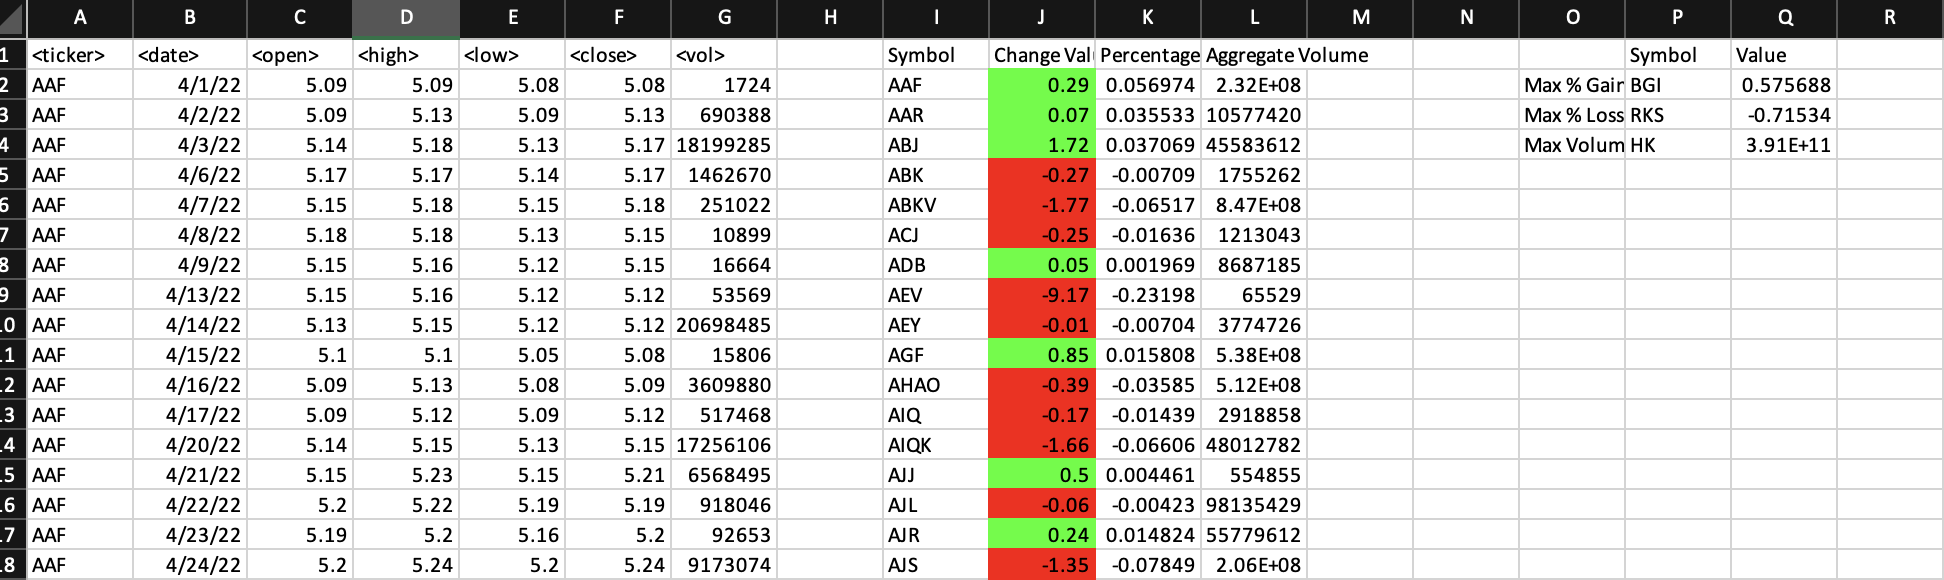 A B C D E F G H I J K L M N O P Q R
1 <ticker> <date> <open> <high> <low> <close> <vol> Symbol Change Val Percentage Aggregate Volume Symbol Value
2 AAF 4/1/22 5.09 5.09 5.08 5.08 1724 AAF 0.29 0.056974 2.32E+08 Max % Gain BGI 0.575688
3 AAF 4/2/22 5.09 5.13 5.09 5.13 690388 AAR 0.07 0.035533 10577420 Max % Loss RKS -0.71534
4 AAF 4/3/22 5.14 5.18 5.13 5.17 18199285 ABJ 1.72 0.037069 45583612 Max Volum HK 3.91E+11
5 AAF 4/6/22 5.17 5.17 5.14 5.17 1462670 ABK -0.27 -0.00709 1755262
6 AAF 4/7/22 5.15 5.18 5.15 5.18 251022 ABKV -1.77 -0.06517 8.47E+08
7 AAF 4/8/22 5.18 5.18 5.13 5.15 10899 ACJ -0.25 -0.01636 1213043
8 AAF 4/9/22 5.15 5.16 5.12 5.15 16664 ADB 0.05 0.001969 8687185
9 AAF 4/13/22 5.15 5.16 5.12 5.12 53569 AEV -9.17 -0.23198 65529
.0 AAF 4/14/22 5.13 5.15 5.12 5.12 20698485 AEY -0.01 -0.00704 3774726
.1 AAF 4/15/22 5.1 5.1 5.05 5.08 15806 AGF 0.85 0.015808 5.38E+08
.2 AAF 4/16/22 5.09 5.13 5.08 5.09 3609880 AHAO -0.39 -0.03585 5.12E+08
.3 AAF 4/17/22 5.09 5.12 5.09 5.12 517468 AIQ -0.17 -0.01439 2918858
.4 AAF 4/20/22 5.14 5.15 5.13 5.15 17256106 AIQK -1.66 -0.06606 48012782
.5 AAF 4/21/22 5.15 5.23 5.15 5.21 6568495 AJJ 0.5 0.004461 554855
.6 AAF 4/22/22 5.2 5.22 5.19 5.19 918046 AJL -0.06 -0.00423 98135429
.7 AAF 4/23/22 5.19 5.2 5.16 5.2 92653 AJR 0.24 0.014824 55779612
.8 AAF 4/24/22 5.2 5.24 5.2 5.24 9173074 AJS -1.35 -0.07849 2.06E+08